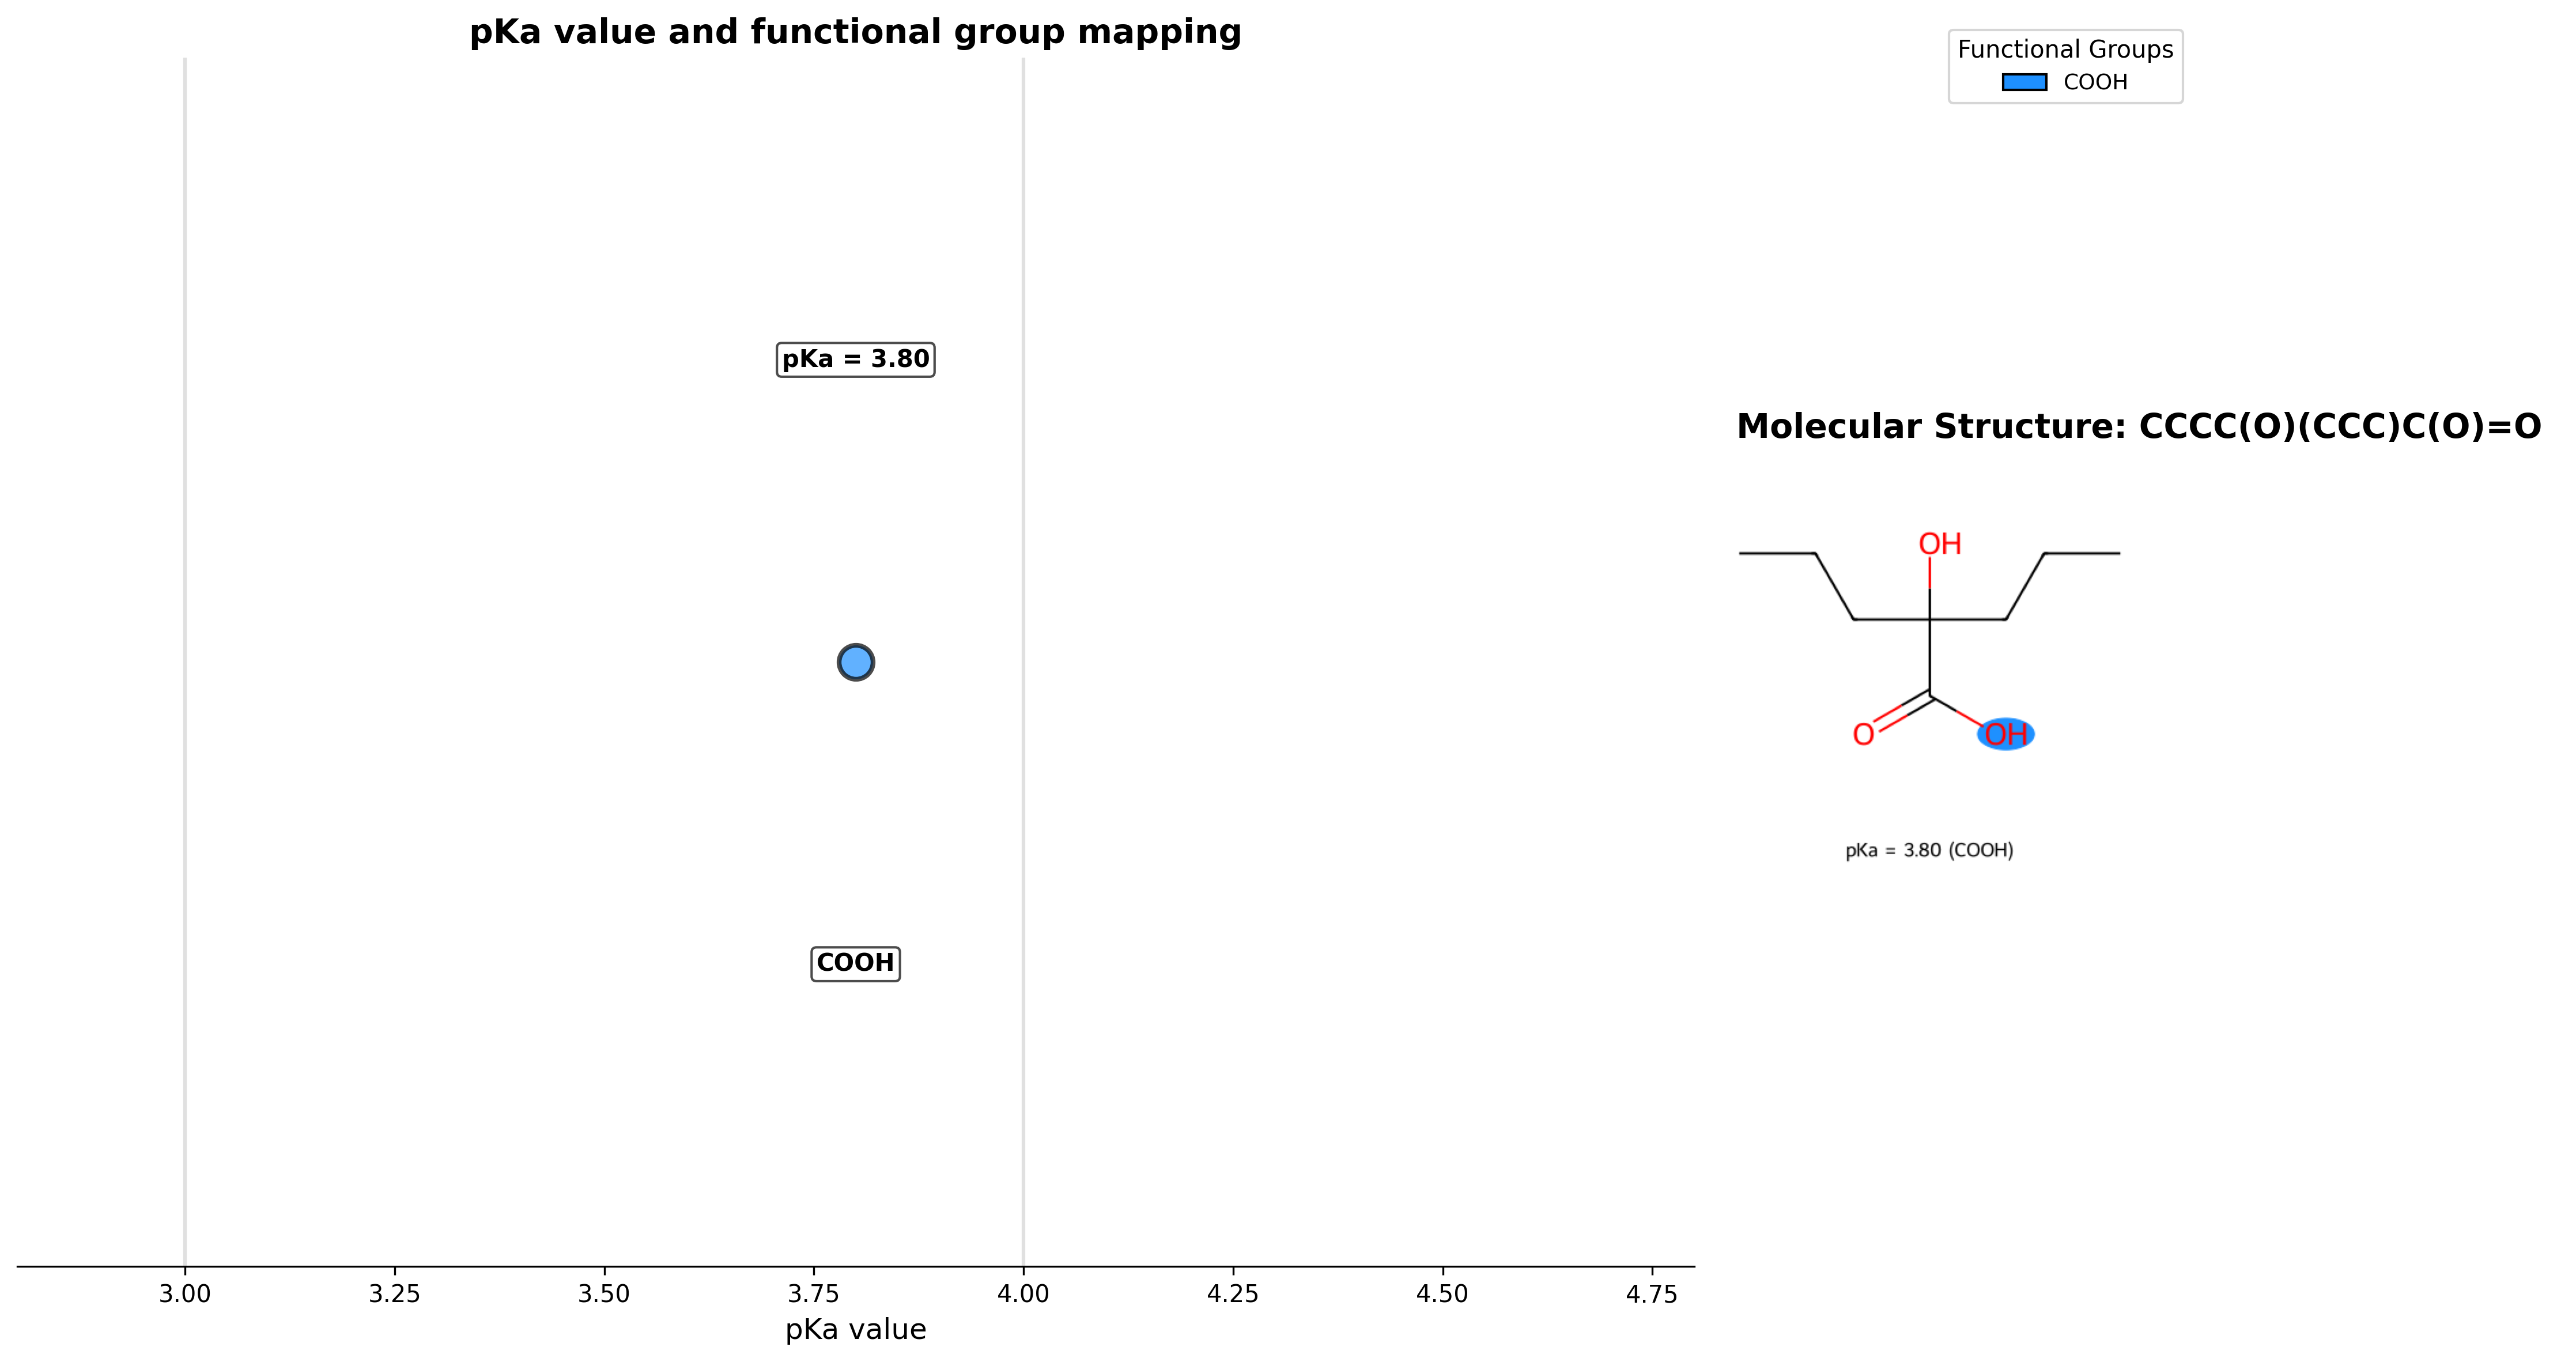 pKa value and functional group mapping
pKa = 3.80
COOH
3.00 3.25 3.50 3.75 4.00 4.25 4.50 4.75
pKa value
Functional Groups
COOH
Molecular Structure: CCCC(O)(CCC)C(O)=O
OH
O OH
pKa = 3.80 (COOH)